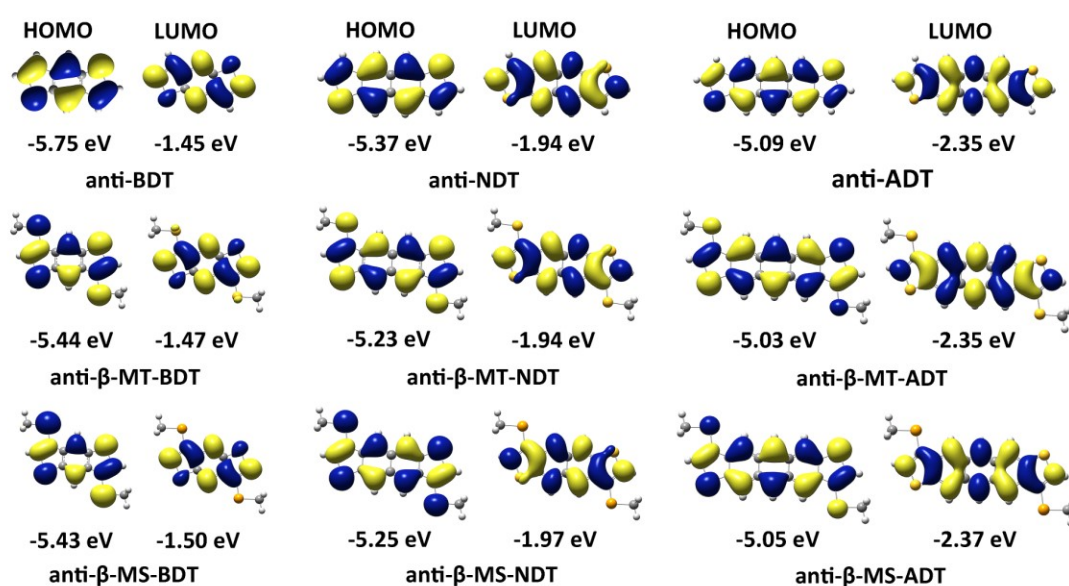 HOMO LUMO HOMO LUMO HOMO LUMO
-5.75 eV -1.45 eV -5.37 eV -1.94 eV -5.09 eV -2.35 eV
anti-BDT anti-NDT anti-ADT
-5.44 eV -1.47 eV -5.23 eV -1.94 eV -5.03 eV -2.35 eV
anti-β-MT-BDT anti-β-MT-NDT anti-β-MT-ADT
-5.43 eV -1.50 eV -5.25 eV -1.97 eV -5.05 eV -2.37 eV
anti-β-MS-BDT anti-β-MS-NDT anti-β-MS-ADT